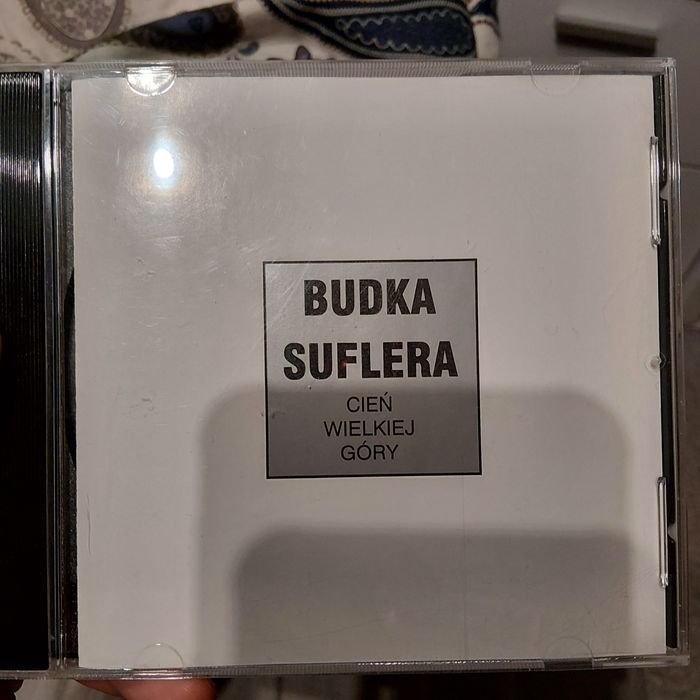 BUDKA
SUFLERA
CIEŃ
WIELKIEJ
GÓRY